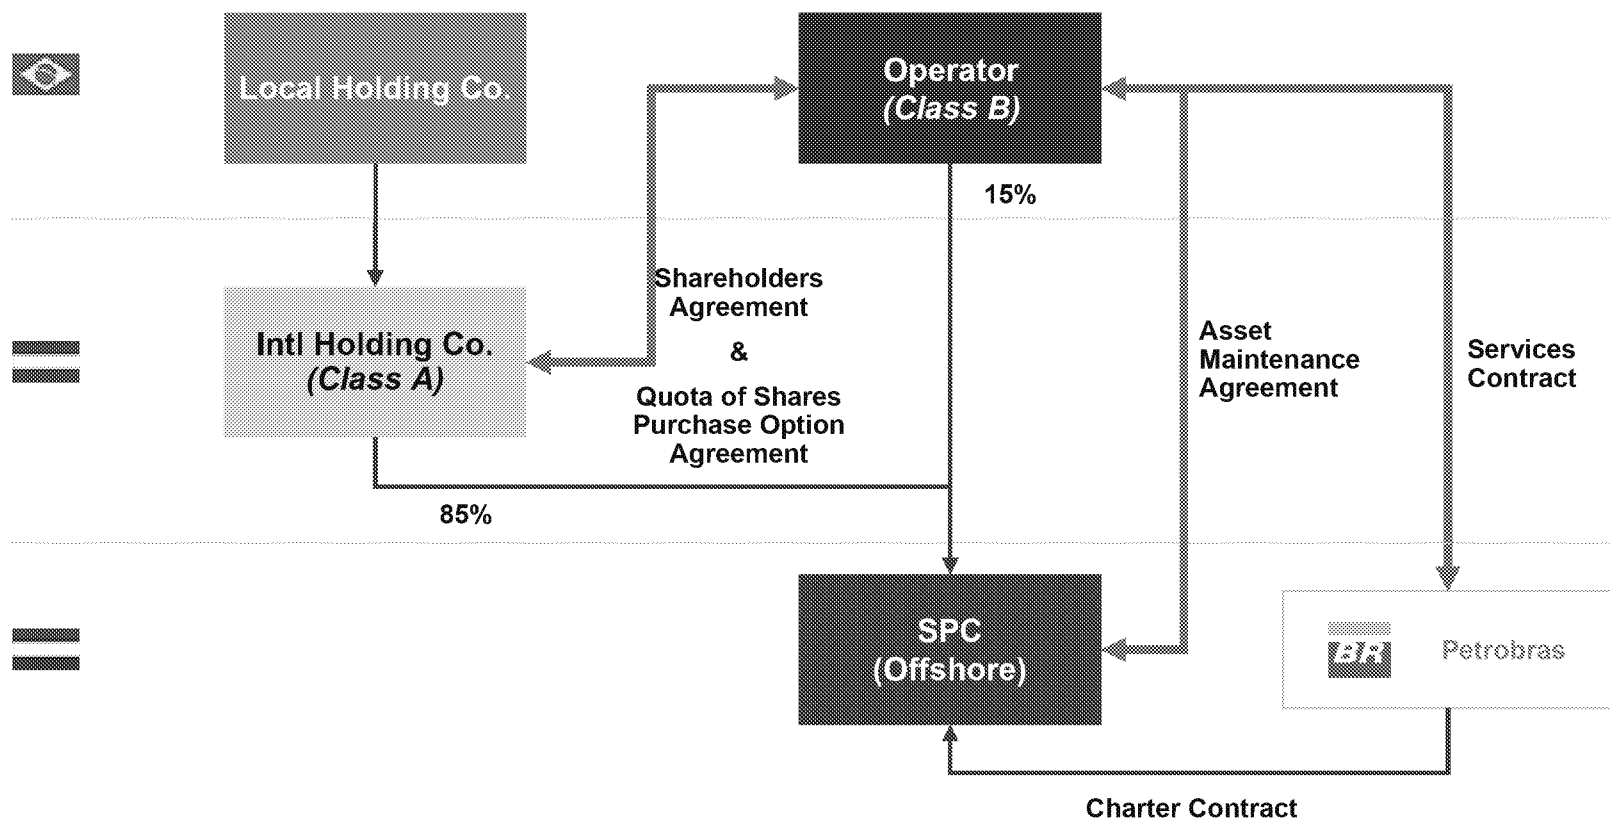 Local Holding Co.
Operator
(Class B)
15%
Shareholders
Agreement
&
Quota of Shares
Purchase Option
Agreement
Intl Holding Co.
(Class A)
Asset
Maintenance
Agreement
Services
Contract
85%
SPC
(Offshore)
BR
Petrobras
Charter Contract